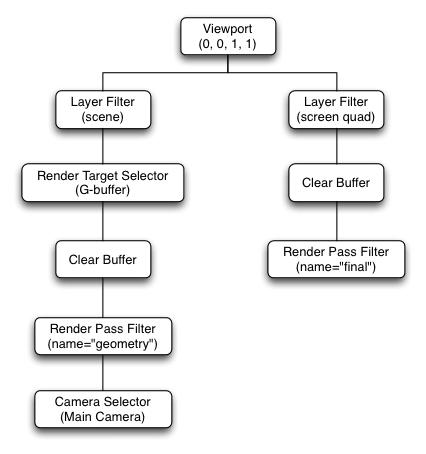 Viewport
(0, 0, 1, 1)
Layer Filter
(scene)
Render Target Selector
(G-buffer)
Clear Buffer
Render Pass Filter
(name="geometry")
Camera Selector
(Main Camera)
Layer Filter
(screen quad)
Clear Buffer
Render Pass Filter
(name="final")